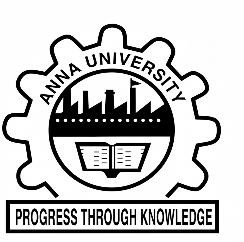 ANNA UNIVERSITY
PROGRESS THROUGH KNOWLEDGE